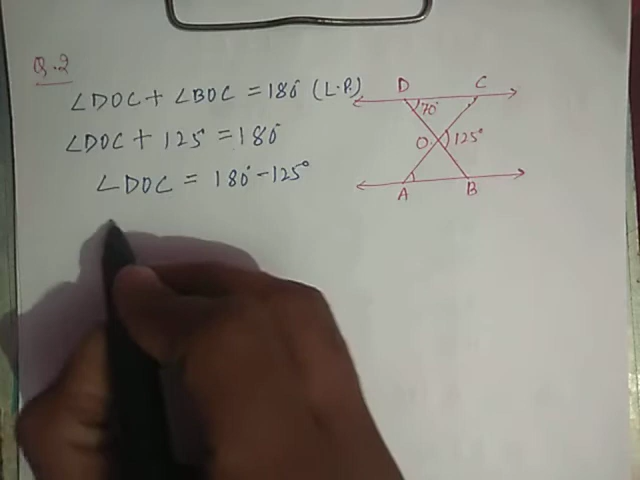 Q.2
∠DOC + ∠BOC = 180° (L.P.)
∠DOC + 125° = 180°
∠DOC = 180° - 125°
D C
70°
O 125°
A B